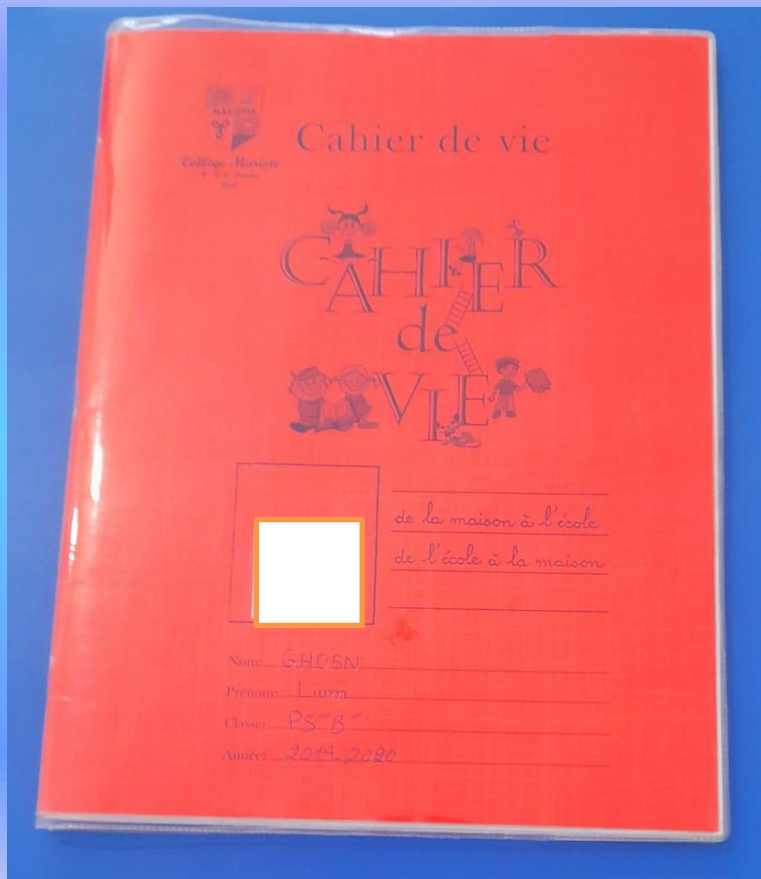 MARISTE
Cahier de vie
Collège Mariste
CAHIER
de
VIE
de la maison à l'école
de l'école à la maison
Nom: GHOSN
Prénom: Liam
Classe: PS "B"
Année: 2019-2020